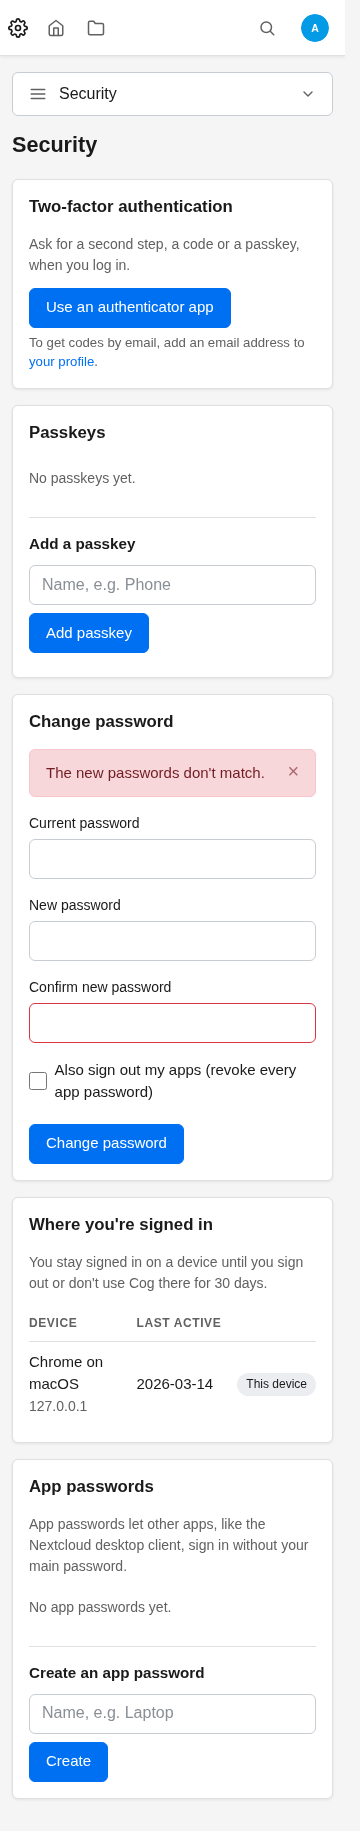 A
Security
Security
Two-factor authentication
Ask for a second step, a code or a passkey,
when you log in.
Use an authenticator app
To get codes by email, add an email address to
your profile.
Passkeys
No passkeys yet.
Add a passkey
Name, e.g. Phone
Add passkey
Change password
The new passwords don't match.
Current password
New password
Confirm new password
Also sign out my apps (revoke every
app password)
Change password
Where you're signed in
You stay signed in on a device until you sign
out or don't use Cog there for 30 days.
DEVICE LAST ACTIVE
Chrome on
macOS 2026-03-14 This device
127.0.0.1
App passwords
App passwords let other apps, like the
Nextcloud desktop client, sign in without your
main password.
No app passwords yet.
Create an app password
Name, e.g. Laptop
Create